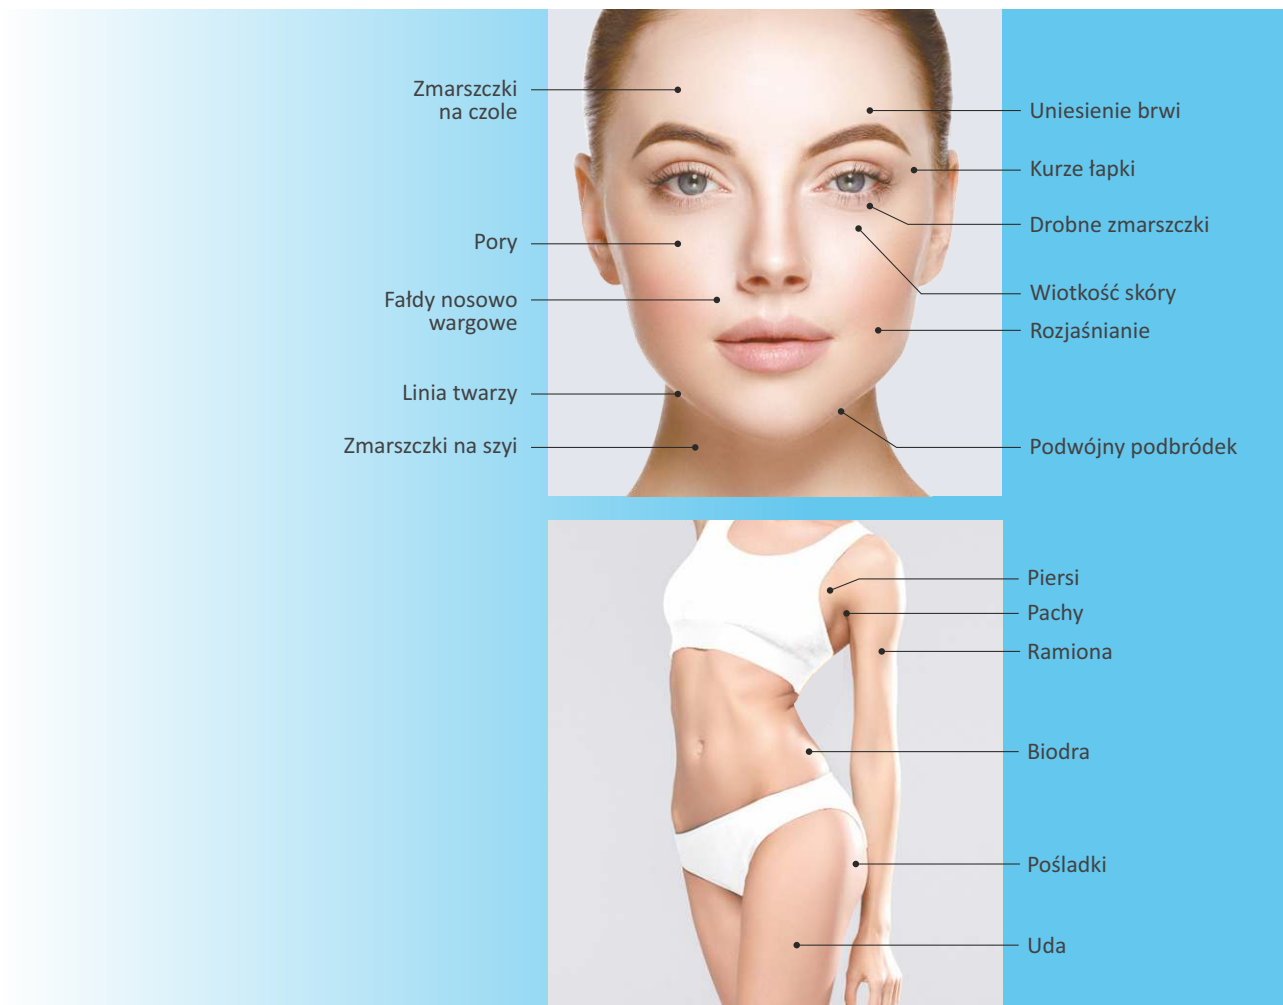 Zmarszczki
na czole
Pory
Fałdy nosowo
wargowe
Linia twarzy
Zmarszczki na szyi
Uniesienie brwi
Kurze łapki
Drobne zmarszczki
Wiotkość skóry
Rozjaśnianie
Podwójny podbródek
Piersi
Pachy
Ramiona
Biodra
Pośladki
Uda